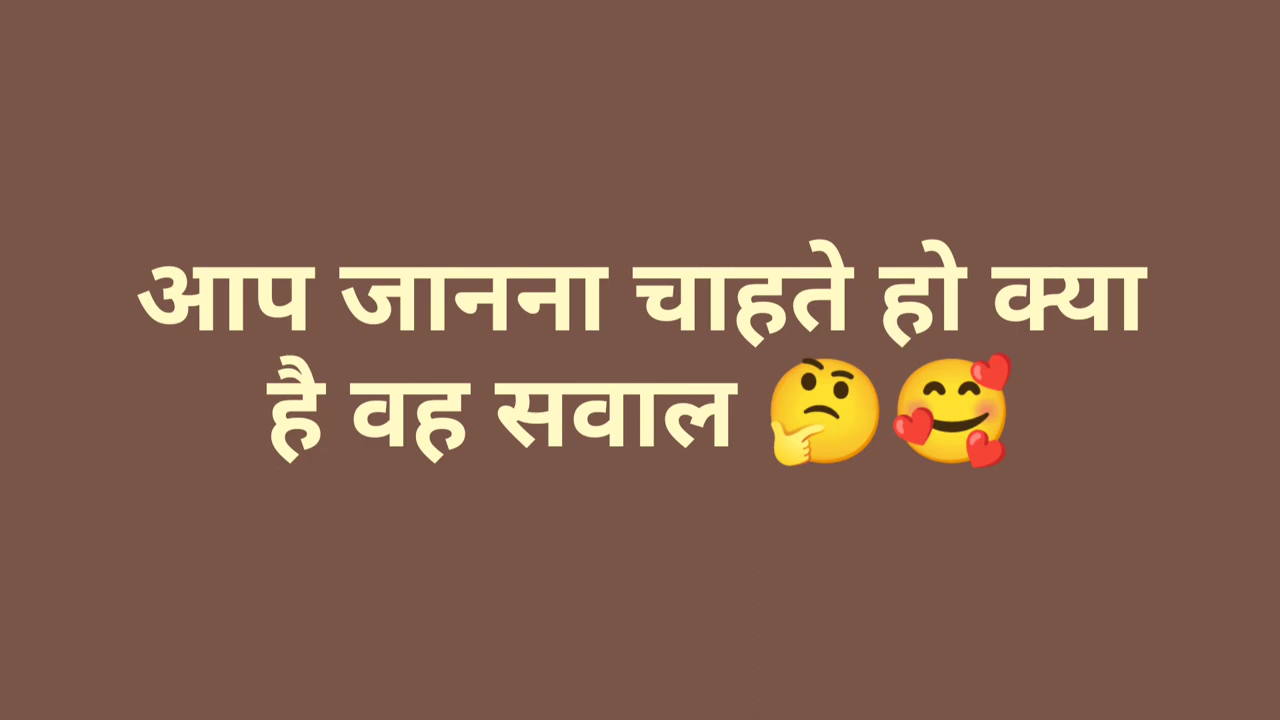 आप जानना चाहते हो क्या
है वह सवाल 🤔🥰